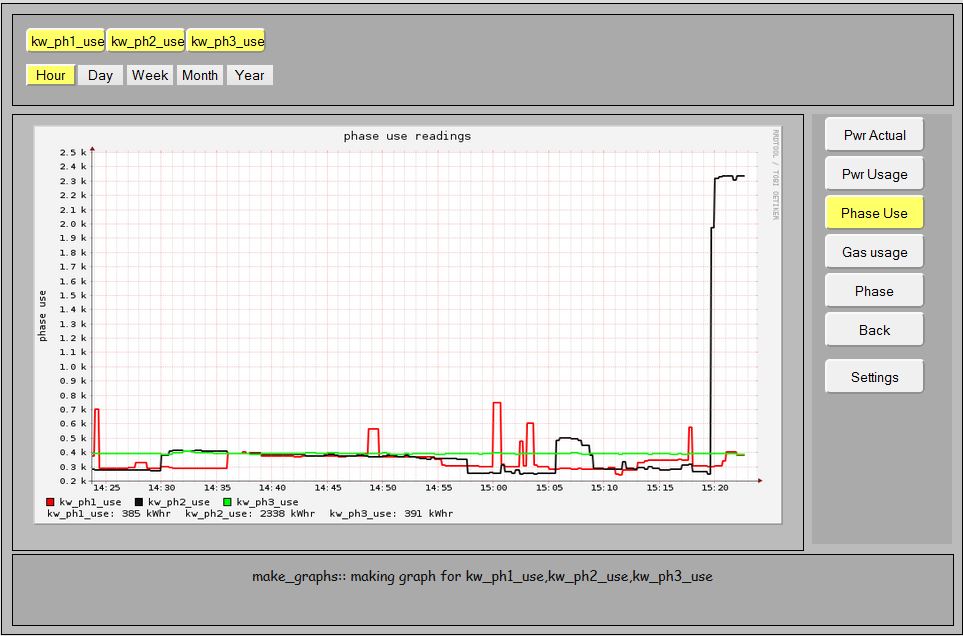 kw_ph1_use kw_ph2_use kw_ph3_use
Hour Day Week Month Year
phase use readings
RRDTOOL / TOBI OETIKER
phase use
2.5 k
2.4 k
2.3 k
2.2 k
2.1 k
2.0 k
1.9 k
1.8 k
1.7 k
1.6 k
1.5 k
1.4 k
1.3 k
1.2 k
1.1 k
1.0 k
0.9 k
0.8 k
0.7 k
0.6 k
0.5 k
0.4 k
0.3 k
0.2 k
14:25 14:30 14:35 14:40 14:45 14:50 14:55 15:00 15:05 15:10 15:15 15:20
kw_ph1_use kw_ph2_use kw_ph3_use
kw_ph1_use: 385 kWhr kw_ph2_use: 2338 kWhr kw_ph3_use: 391 kWhr
Pwr Actual
Pwr Usage
Phase Use
Gas usage
Phase
Back
Settings
make_graphs:: making graph for kw_ph1_use,kw_ph2_use,kw_ph3_use